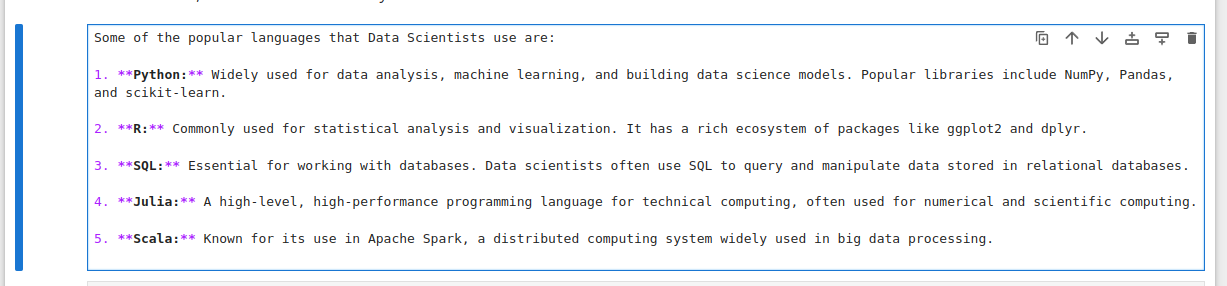 Some of the popular languages that Data Scientists use are:
1. **Python:** Widely used for data analysis, machine learning, and building data science models. Popular libraries include NumPy, Pandas,
and scikit-learn.
2. **R:** Commonly used for statistical analysis and visualization. It has a rich ecosystem of packages like ggplot2 and dplyr.
3. **SQL:** Essential for working with databases. Data scientists often use SQL to query and manipulate data stored in relational databases.
4. **Julia:** A high-level, high-performance programming language for technical computing, often used for numerical and scientific computing.
5. **Scala:** Known for its use in Apache Spark, a distributed computing system widely used in big data processing.